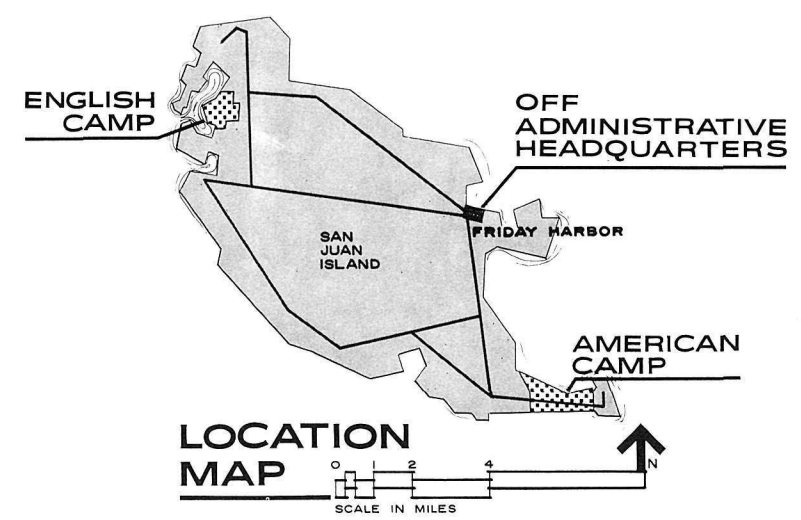 ENGLISH
CAMP
OFF
ADMINISTRATIVE
HEADQUARTERS
FRIDAY HARBOR
SAN
JUAN
ISLAND
AMERICAN
CAMP
LOCATION
MAP
0 1 2 4
N
SCALE IN MILES